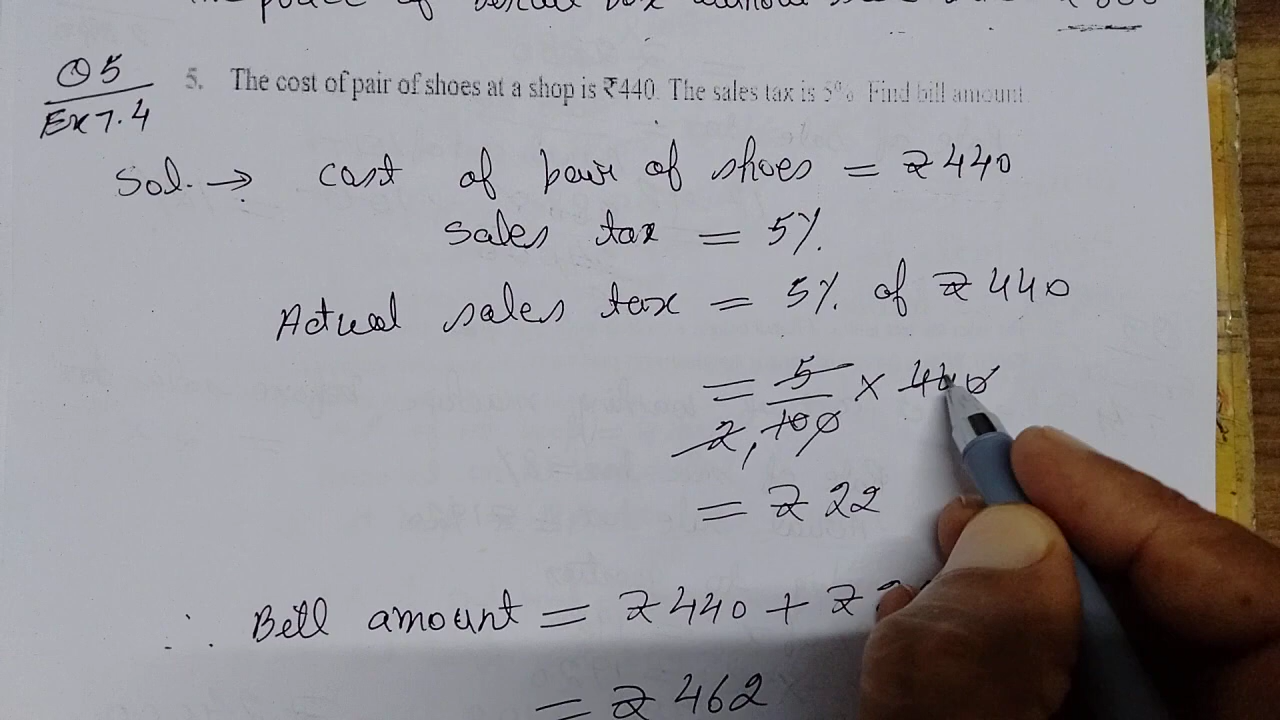 Q5
Ex 7.4
5. The cost of pair of shoes at a shop is ₹440. The sales tax is 5%. Find bill amount.
Sol. → cost of pair of shoes = ₹440
Sales tax = 5%.
Actual sales tax = 5% of ₹440
= 5/100 × 440
2,
= ₹22
∴ Bill amount = ₹440 + ₹
= ₹462